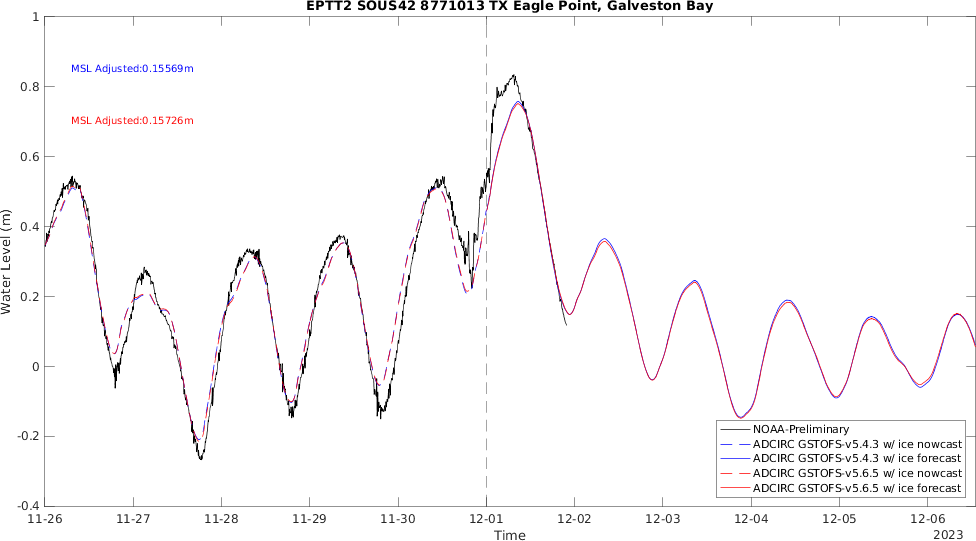 EPTT2 SOUS42 8771013 TX Eagle Point, Galveston Bay
1
MSL Adjusted:0.15569m
0.8
MSL Adjusted:0.15726m
0.6
0.4
Water Level (m)
0.2
0
-0.2
-0.4
NOAA-Preliminary
ADCIRC GSTOFS-v5.4.3 w/ ice nowcast
ADCIRC GSTOFS-v5.4.3 w/ ice forecast
ADCIRC GSTOFS-v5.6.5 w/ ice nowcast
ADCIRC GSTOFS-v5.6.5 w/ ice forecast
11-26 11-27 11-28 11-29 11-30 12-01 12-02 12-03 12-04 12-05 12-06
Time
2023